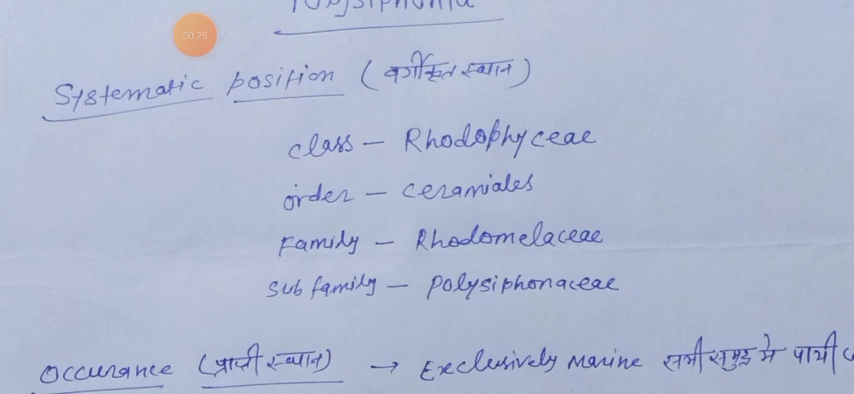 00:25
Polysiphonia
Systematic position (वर्गीकृत स्थान)
class – Rhodophyceae
order – ceramiales
Family – Rhodomelaceae
sub family – polysiphonaceae
Occurance (प्राप्ती स्थान) → Exclusively marine सभी समुद्र मे पायी